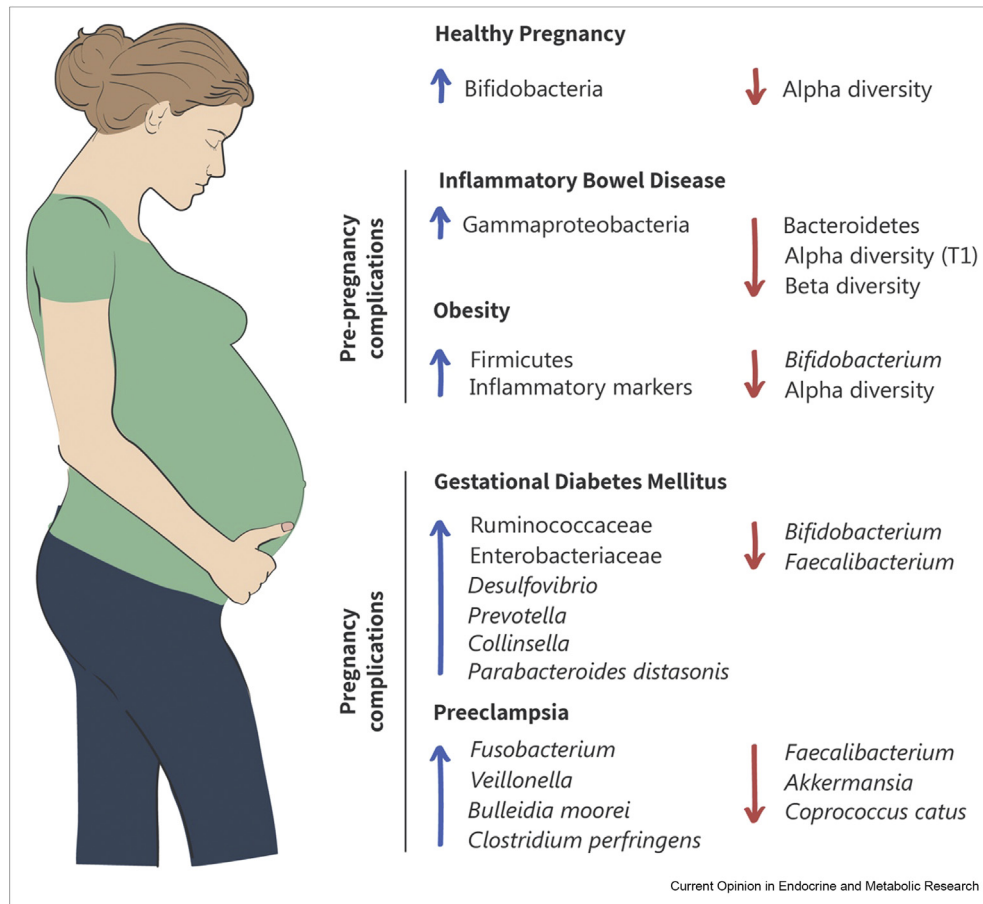 Healthy Pregnancy
Bifidobacteria
Alpha diversity
Pre-pregnancy
complications
Inflammatory Bowel Disease
Gammaproteobacteria
Bacteroidetes
Alpha diversity (T1)
Beta diversity
Obesity
Firmicutes
Inflammatory markers
Bifidobacterium
Alpha diversity
Pregnancy
complications
Gestational Diabetes Mellitus
Ruminococcaceae
Enterobacteriaceae
Desulfovibrio
Prevotella
Collinsella
Parabacteroides distasonis
Bifidobacterium
Faecalibacterium
Preeclampsia
Fusobacterium
Veillonella
Bulleidia moorei
Clostridium perfringens
Faecalibacterium
Akkermansia
Coprococcus catus
Current Opinion in Endocrine and Metabolic Research